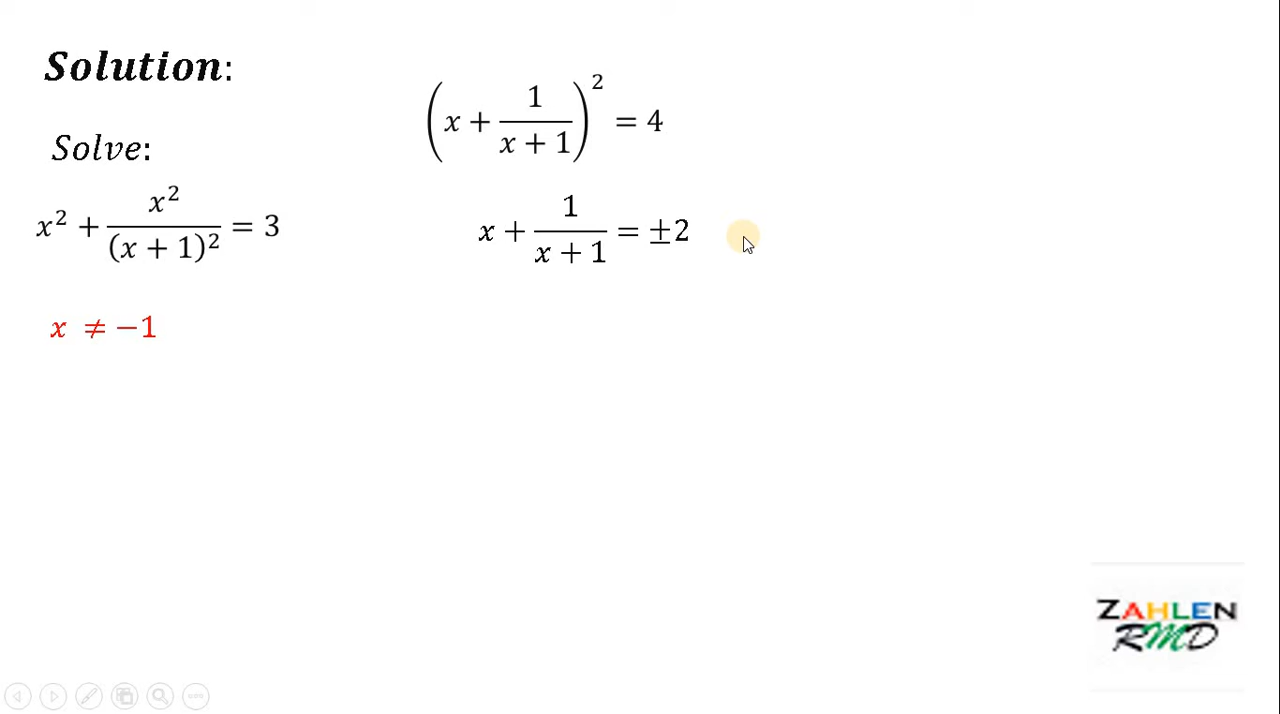 Solution:
Solve:
x² + x²/(x + 1)² = 3
x ≠ −1
(x + 1/(x + 1))² = 4
x + 1/(x + 1) = ±2
ZAHLEN
RMD